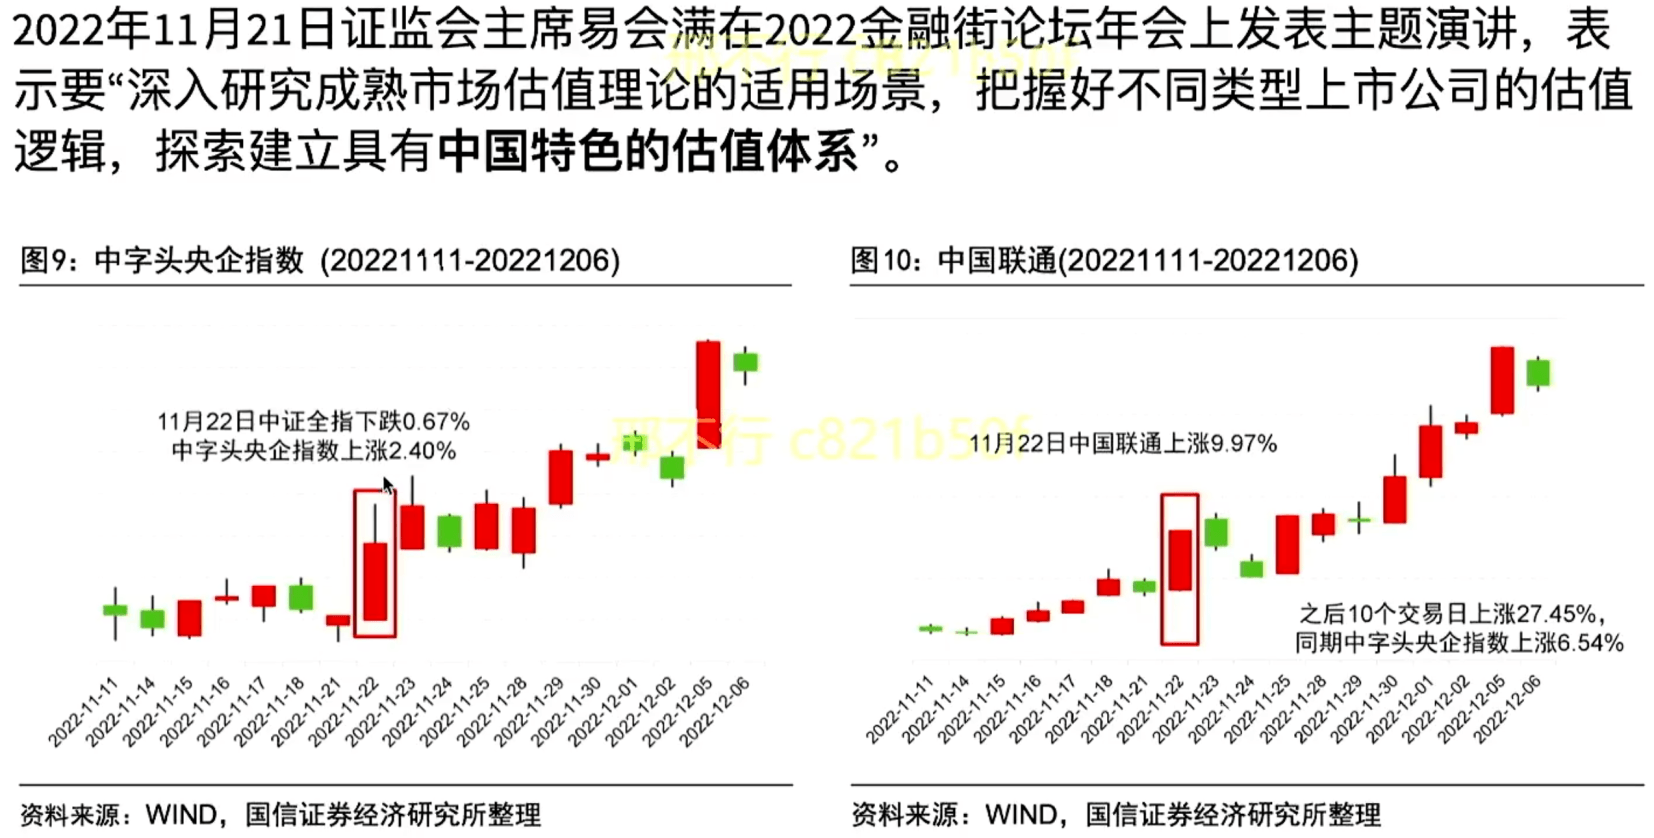 2022年11月21日证监会主席易会满在2022金融街论坛年会上发表主题演讲，表
示要“深入研究成熟市场估值理论的适用场景，把握好不同类型上市公司的估值
逻辑，探索建立具有中国特色的估值体系”。
邢不行 c821b50f
图9：中字头央企指数 (20221111-20221206)
11月22日中证全指下跌0.67%
中字头央企指数上涨2.40%
2022-11-11
2022-11-14
2022-11-15
2022-11-16
2022-11-17
2022-11-18
2022-11-21
2022-11-22
2022-11-23
2022-11-24
2022-11-25
2022-11-28
2022-11-29
2022-11-30
2022-12-01
2022-12-02
2022-12-05
2022-12-06
资料来源：WIND，国信证券经济研究所整理
图10：中国联通(20221111-20221206)
邢不行 c821b50f
11月22日中国联通上涨9.97%
之后10个交易日上涨27.45%，
同期中字头央企指数上涨6.54%
2022-11-11
2022-11-14
2022-11-15
2022-11-16
2022-11-17
2022-11-18
2022-11-21
2022-11-22
2022-11-23
2022-11-24
2022-11-25
2022-11-28
2022-11-29
2022-11-30
2022-12-01
2022-12-02
2022-12-05
2022-12-06
资料来源：WIND，国信证券经济研究所整理